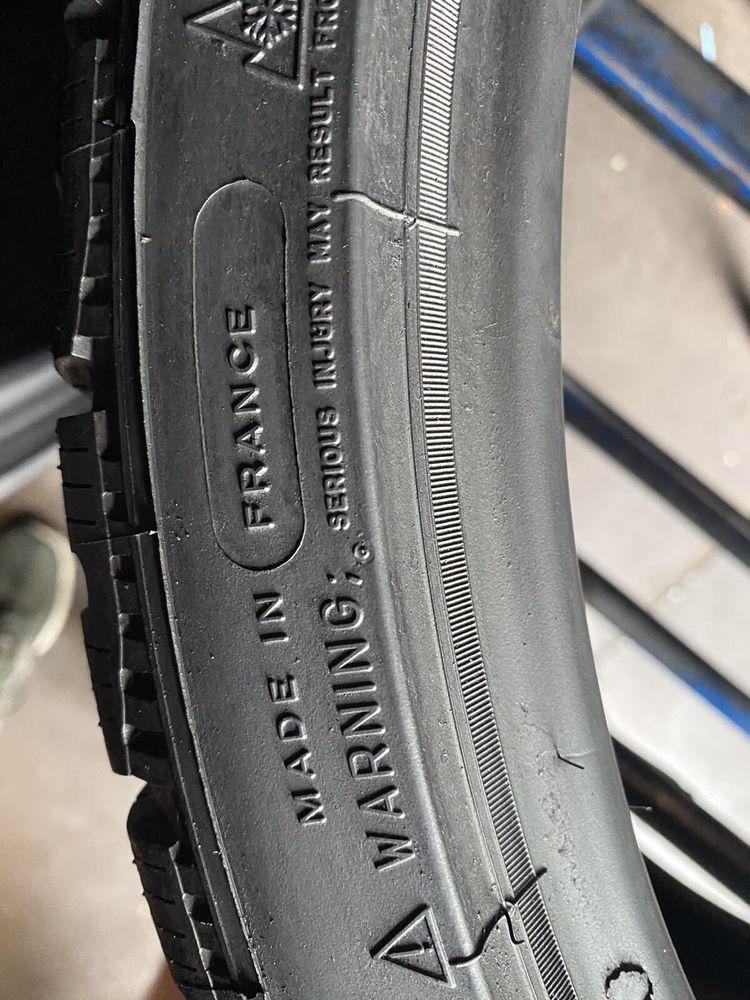 MADE IN FRANCE
WARNING:
SERIOUS INJURY MAY RESULT FRO